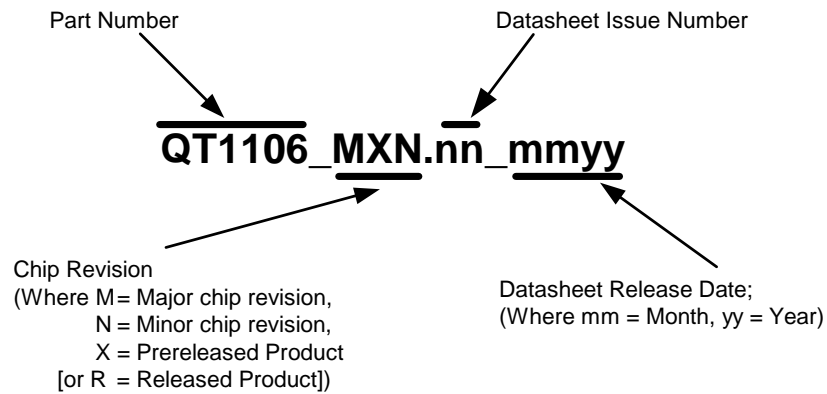 Part Number
Datasheet Issue Number
QT1106_MXN.nn_mmyy
Chip Revision
(Where M = Major chip revision,
N = Minor chip revision,
X = Prereleased Product
[or R = Released Product])
Datasheet Release Date;
(Where mm = Month, yy = Year)